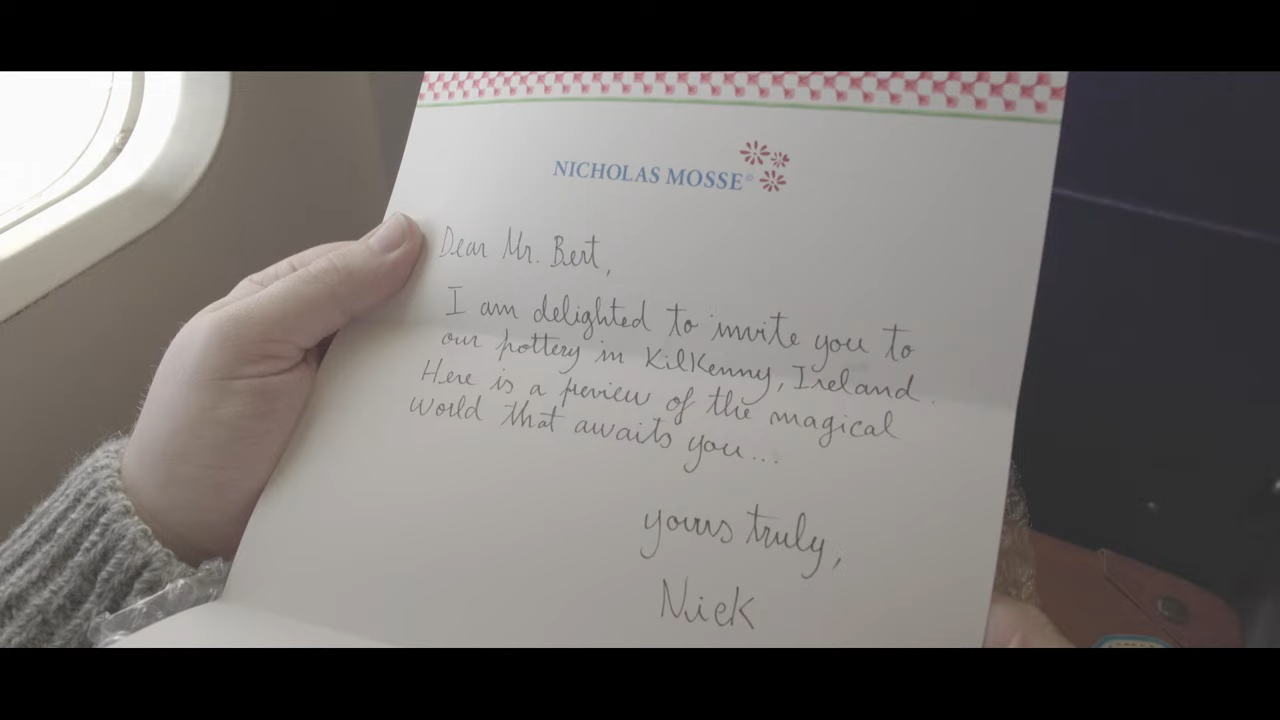 NICHOLAS MOSSE©
Dear Mr. Bert,
I am delighted to invite you to
our pottery in Kilkenny, Ireland.
Here is a preview of the magical
world that awaits you...
yours truly,
Nick